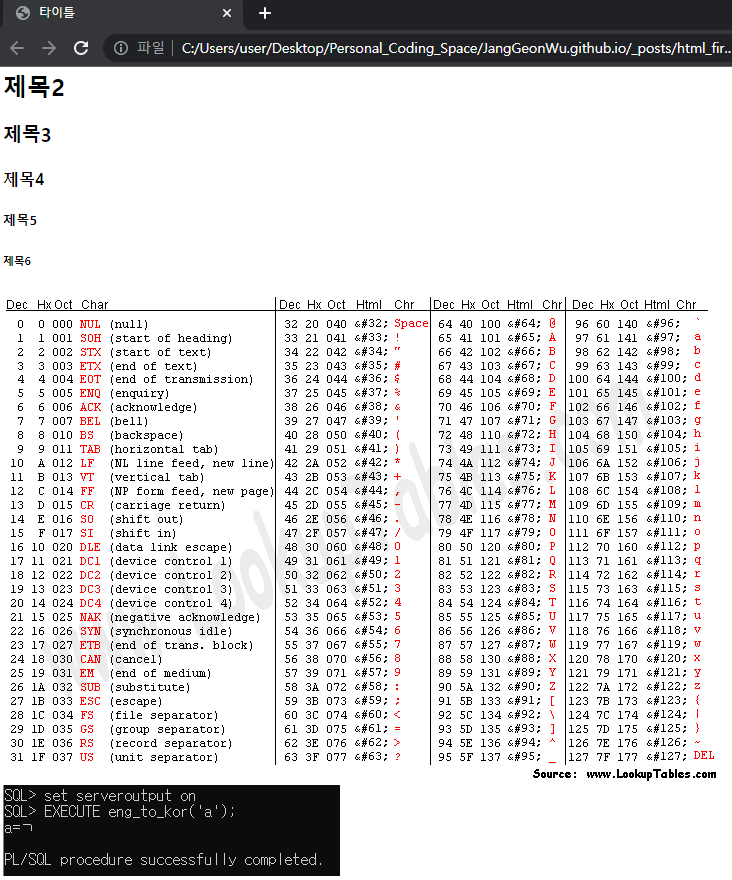 타이틀
파일 | C:/Users/user/Desktop/Personal_Coding_Space/JangGeonWu.github.io/_posts/html_fir...
제목2
제목3
제목4
제목5
제목6
Dec Hx Oct Char Dec Hx Oct Html Chr Dec Hx Oct Html Chr Dec Hx Oct Html Chr
0 0 000 NUL (null) 32 20 040 &#32; Space 64 40 100 &#64; @ 96 60 140 &#96; `
1 1 001 SOH (start of heading) 33 21 041 &#33; ! 65 41 101 &#65; A 97 61 141 &#97; a
2 2 002 STX (start of text) 34 22 042 &#34; " 66 42 102 &#66; B 98 62 142 &#98; b
3 3 003 ETX (end of text) 35 23 043 &#35; # 67 43 103 &#67; C 99 63 143 &#99; c
4 4 004 EOT (end of transmission) 36 24 044 &#36; $ 68 44 104 &#68; D 100 64 144 &#100; d
5 5 005 ENQ (enquiry) 37 25 045 &#37; % 69 45 105 &#69; E 101 65 145 &#101; e
6 6 006 ACK (acknowledge) 38 26 046 &#38; & 70 46 106 &#70; F 102 66 146 &#102; f
7 7 007 BEL (bell) 39 27 047 &#39; ' 71 47 107 &#71; G 103 67 147 &#103; g
8 8 010 BS (backspace) 40 28 050 &#40; ( 72 48 110 &#72; H 104 68 150 &#104; h
9 9 011 TAB (horizontal tab) 41 29 051 &#41; ) 73 49 111 &#73; I 105 69 151 &#105; i
10 A 012 LF (NL line feed, new line) 42 2A 052 &#42; * 74 4A 112 &#74; J 106 6A 152 &#106; j
11 B 013 VT (vertical tab) 43 2B 053 &#43; + 75 4B 113 &#75; K 107 6B 153 &#107; k
12 C 014 FF (NP form feed, new page) 44 2C 054 &#44; , 76 4C 114 &#76; L 108 6C 154 &#108; l
13 D 015 CR (carriage return) 45 2D 055 &#45; - 77 4D 115 &#77; M 109 6D 155 &#109; m
14 E 016 SO (shift out) 46 2E 056 &#46; . 78 4E 116 &#78; N 110 6E 156 &#110; n
15 F 017 SI (shift in) 47 2F 057 &#47; / 79 4F 117 &#79; O 111 6F 157 &#111; o
16 10 020 DLE (data link escape) 48 30 060 &#48; 0 80 50 120 &#80; P 112 70 160 &#112; p
17 11 021 DC1 (device control 1) 49 31 061 &#49; 1 81 51 121 &#81; Q 113 71 161 &#113; q
18 12 022 DC2 (device control 2) 50 32 062 &#50; 2 82 52 122 &#82; R 114 72 162 &#114; r
19 13 023 DC3 (device control 3) 51 33 063 &#51; 3 83 53 123 &#83; S 115 73 163 &#115; s
20 14 024 DC4 (device control 4) 52 34 064 &#52; 4 84 54 124 &#84; T 116 74 164 &#116; t
21 15 025 NAK (negative acknowledge) 53 35 065 &#53; 5 85 55 125 &#85; U 117 75 165 &#117; u
22 16 026 SYN (synchronous idle) 54 36 066 &#54; 6 86 56 126 &#86; V 118 76 166 &#118; v
23 17 027 ETB (end of trans. block) 55 37 067 &#55; 7 87 57 127 &#87; W 119 77 167 &#119; w
24 18 030 CAN (cancel) 56 38 070 &#56; 8 88 58 130 &#88; X 120 78 170 &#120; x
25 19 031 EM (end of medium) 57 39 071 &#57; 9 89 59 131 &#89; Y 121 79 171 &#121; y
26 1A 032 SUB (substitute) 58 3A 072 &#58; : 90 5A 132 &#90; Z 122 7A 172 &#122; z
27 1B 033 ESC (escape) 59 3B 073 &#59; ; 91 5B 133 &#91; [ 123 7B 173 &#123; {
28 1C 034 FS (file separator) 60 3C 074 &#60; < 92 5C 134 &#92; \ 124 7C 174 &#124; |
29 1D 035 GS (group separator) 61 3D 075 &#61; = 93 5D 135 &#93; ] 125 7D 175 &#125; }
30 1E 036 RS (record separator) 62 3E 076 &#62; > 94 5E 136 &#94; ^ 126 7E 176 &#126; ~
31 1F 037 US (unit separator) 63 3F 077 &#63; ? 95 5F 137 &#95; _ 127 7F 177 &#127; DEL
Source: www.LookupTables.com
SQL> set serveroutput on
SQL> EXECUTE eng_to_kor('a');
a=ㄱ
PL/SQL procedure successfully completed.